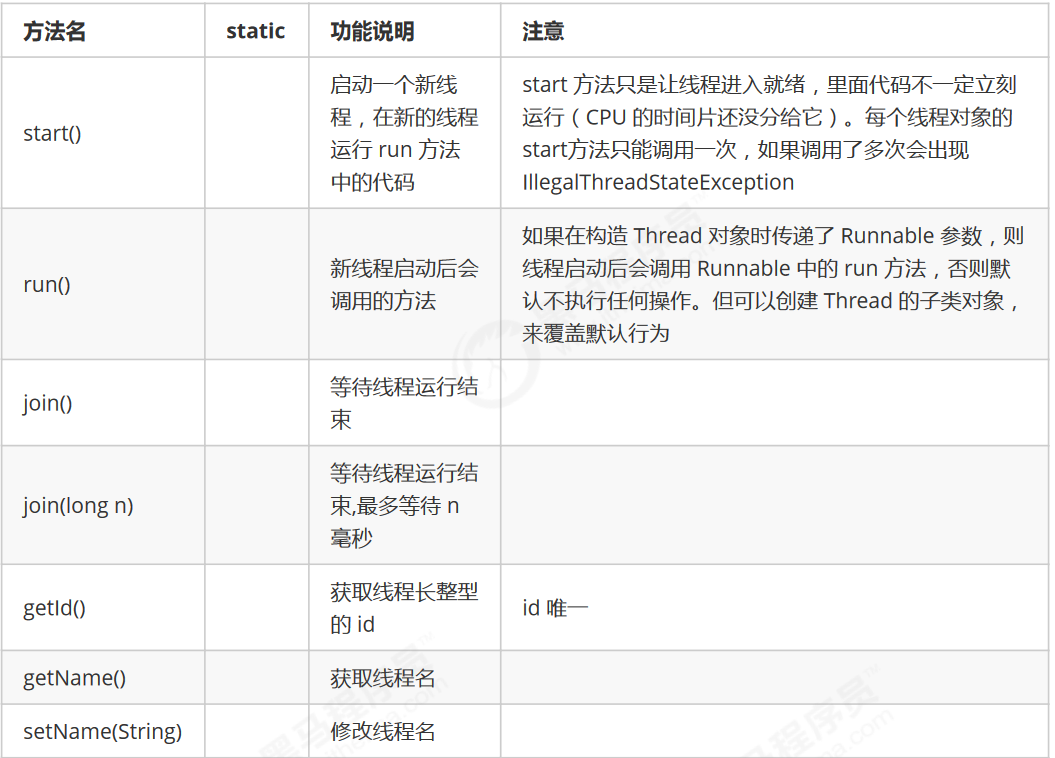 方法名 static 功能说明 注意
start()
启动一个新线
程，在新的线程
运行 run 方法
中的代码
start 方法只是让线程进入就绪，里面代码不一定立刻
运行（CPU 的时间片还没分给它）。每个线程对象的
start方法只能调用一次，如果调用了多次会出现
IllegalThreadStateException
run()
新线程启动后会
调用的方法
如果在构造 Thread 对象时传递了 Runnable 参数，则
线程启动后会调用 Runnable 中的 run 方法，否则默
认不执行任何操作。但可以创建 Thread 的子类对象，
来覆盖默认行为
join()
等待线程运行结
束
join(long n)
等待线程运行结
束,最多等待 n
毫秒
getId()
获取线程长整型
的 id
id 唯一
getName() 获取线程名
setName(String) 修改线程名